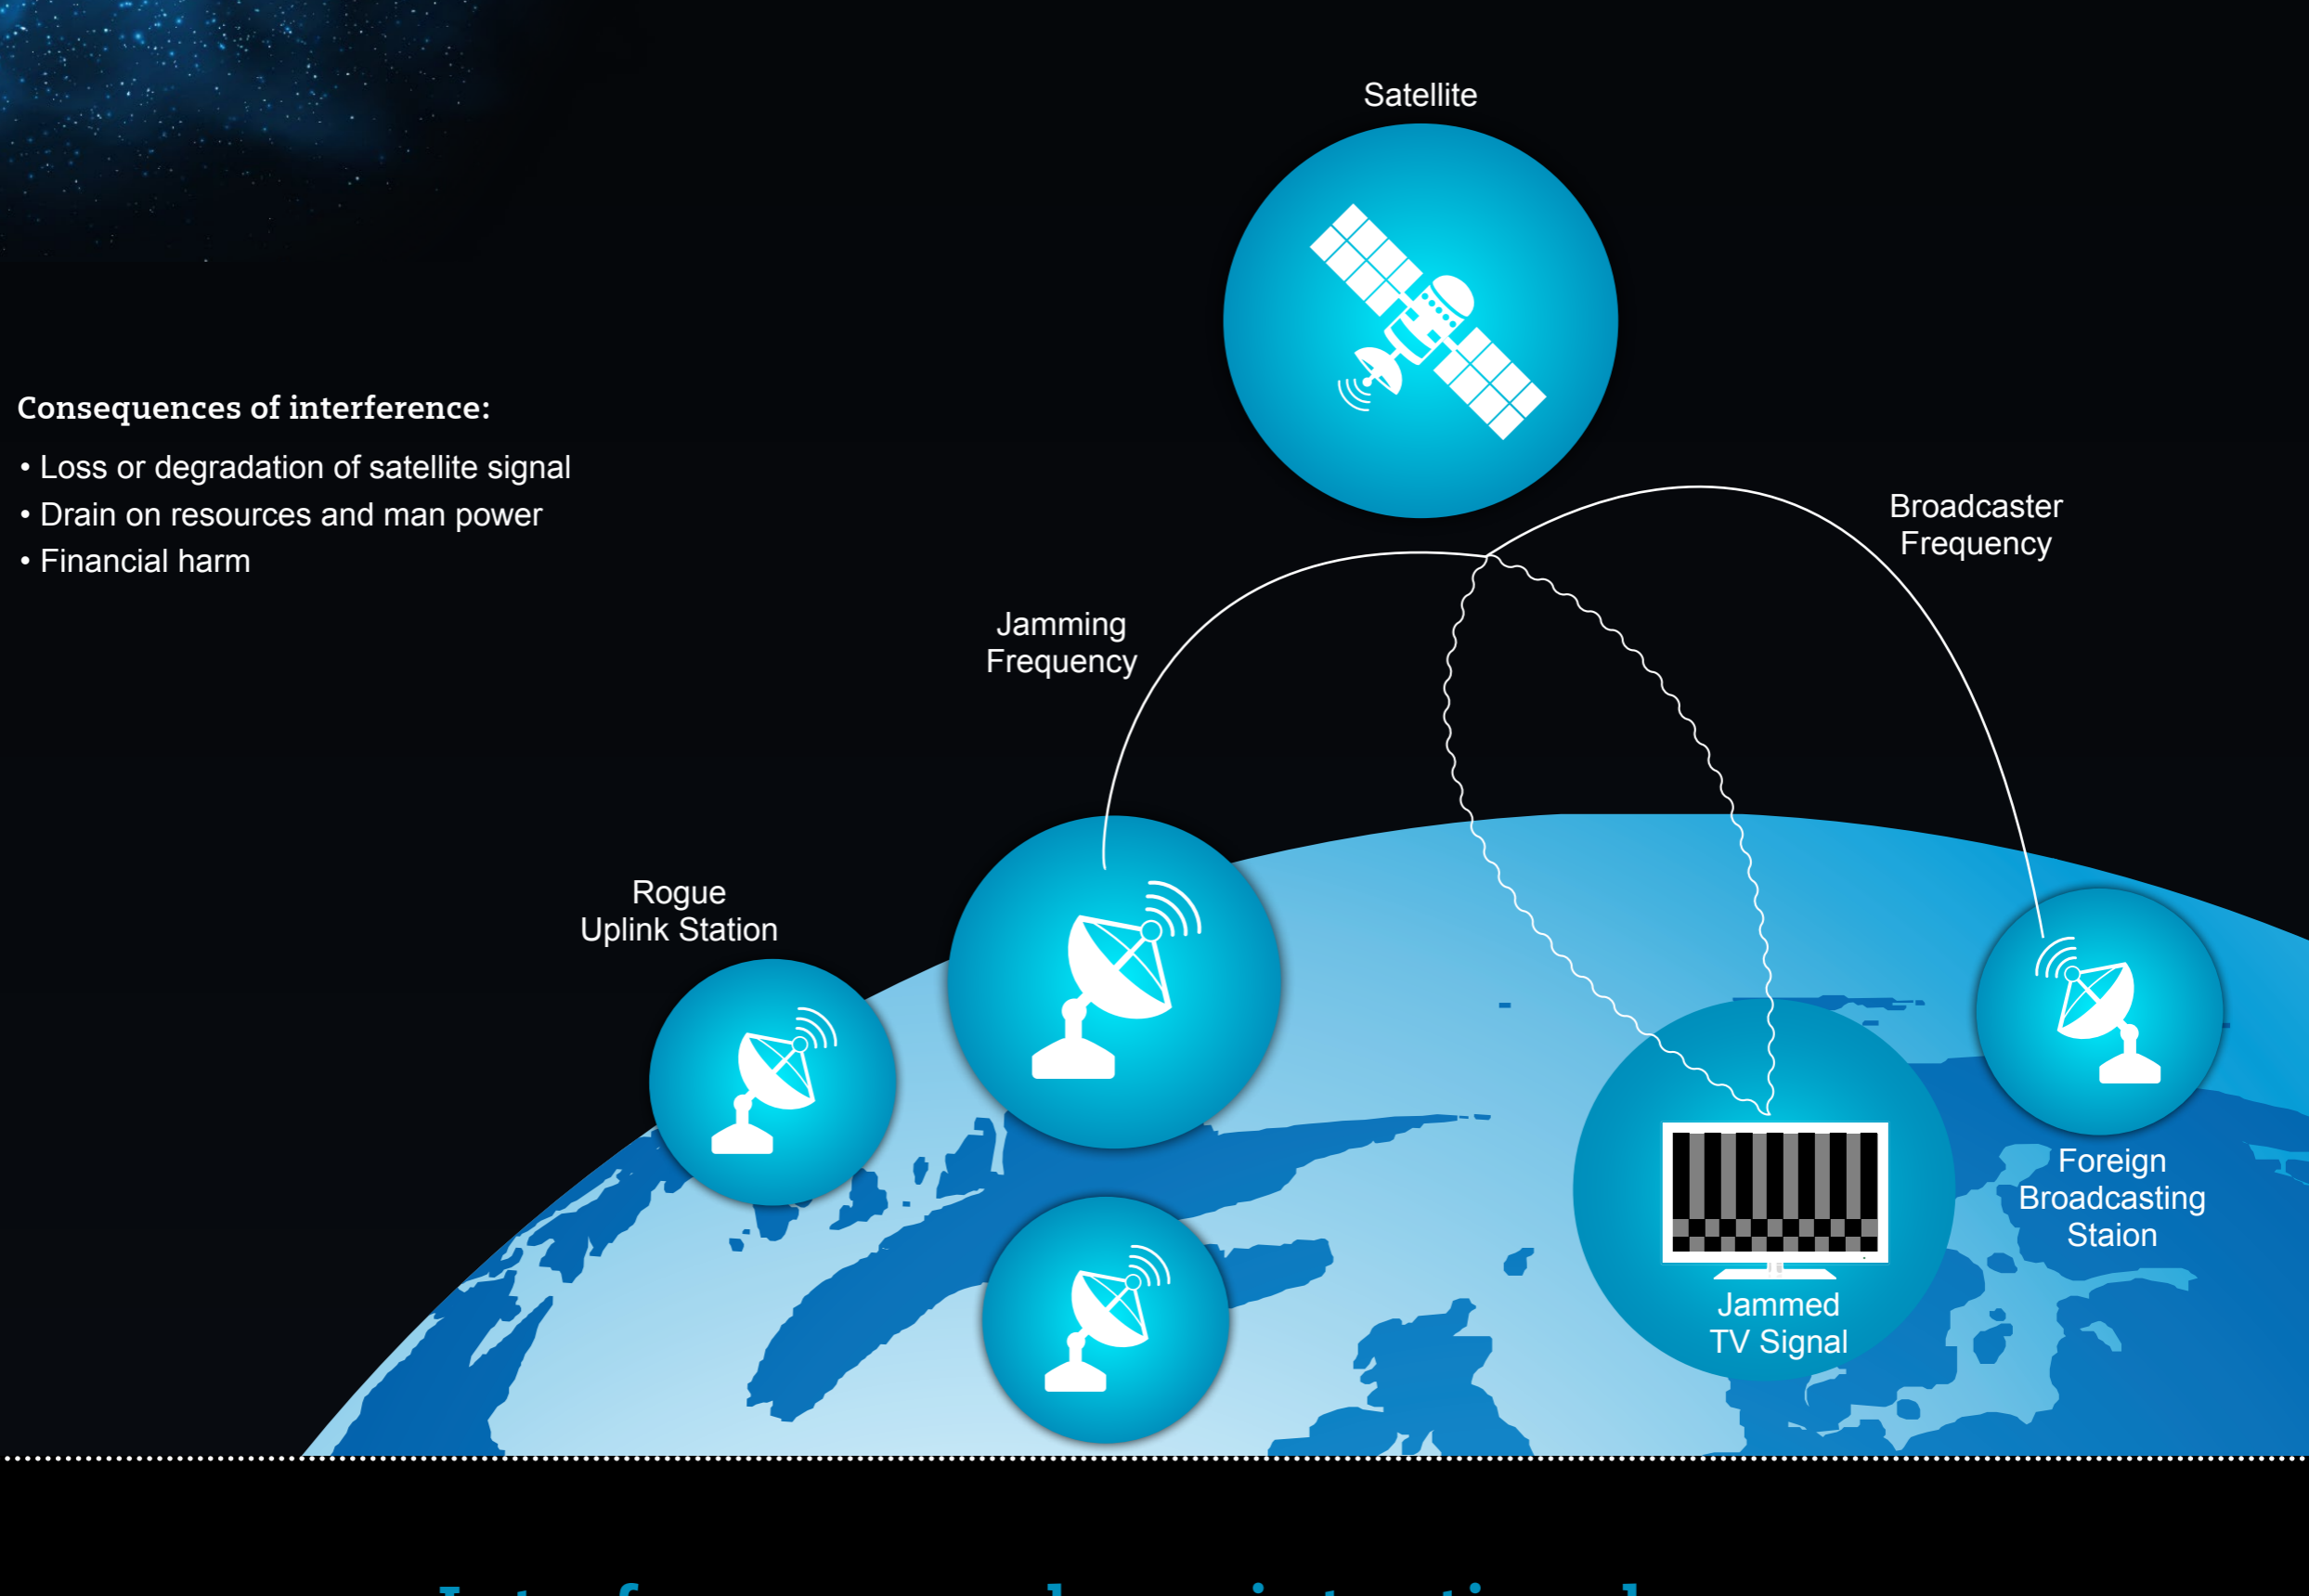 Satellite
Consequences of interference:
• Loss or degradation of satellite signal
• Drain on resources and man power
• Financial harm
Broadcaster
Frequency
Jamming
Frequency
Rogue
Uplink Station
Foreign
Broadcasting
Staion
Jammed
TV Signal